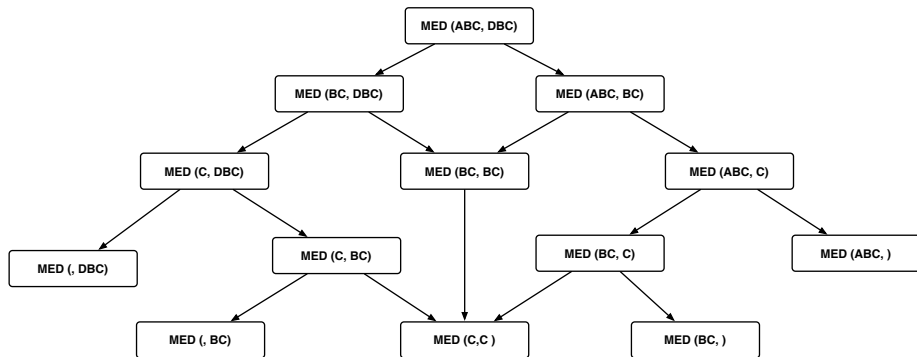 MED (ABC, DBC)
MED (BC, DBC)
MED (ABC, BC)
MED (C, DBC)
MED (BC, BC)
MED (ABC, C)
MED (, DBC)
MED (C, BC)
MED (BC, C)
MED (ABC, )
MED (, BC)
MED (C,C )
MED (BC, )